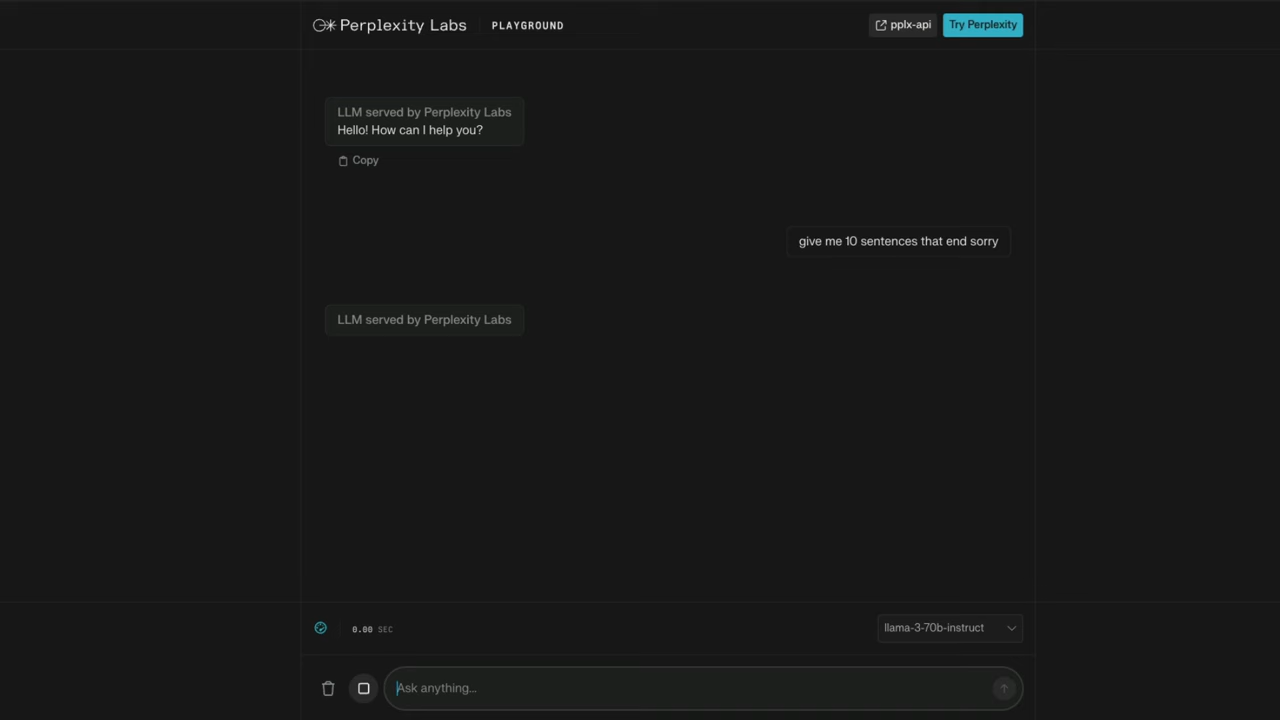 Perplexity Labs PLAYGROUND pplx-api Try Perplexity
LLM served by Perplexity Labs
Hello! How can I help you?
Copy
give me 10 sentences that end sorry
LLM served by Perplexity Labs
0.00 SEC llama-3-70b-instruct
Ask anything...